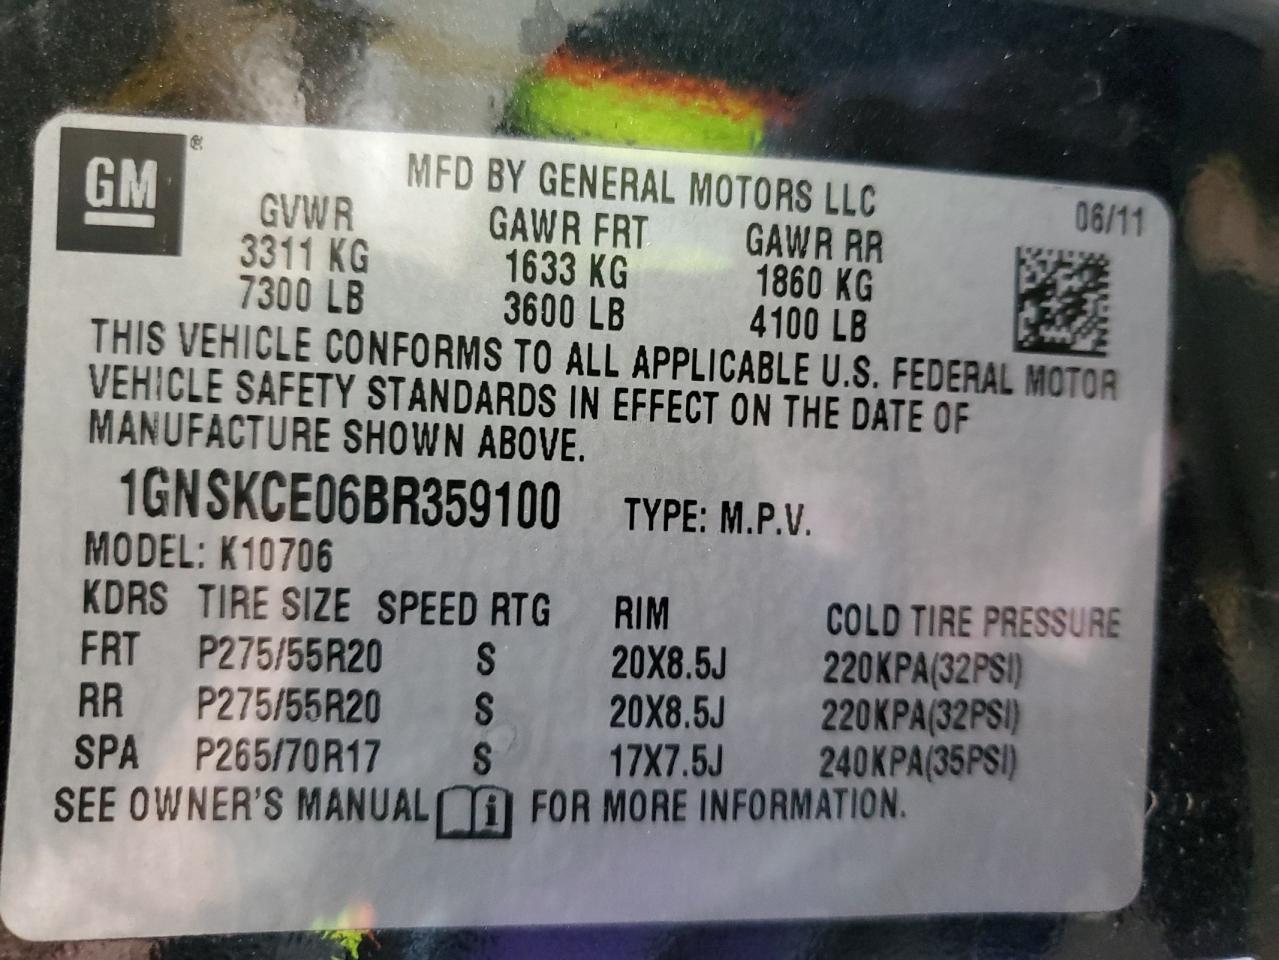 GM ®
MFD BY GENERAL MOTORS LLC
06/11
GVWR GAWR FRT GAWR RR
3311 KG 1633 KG 1860 KG
7300 LB 3600 LB 4100 LB
THIS VEHICLE CONFORMS TO ALL APPLICABLE U.S. FEDERAL MOTOR
VEHICLE SAFETY STANDARDS IN EFFECT ON THE DATE OF
MANUFACTURE SHOWN ABOVE.
1GNSKCE06BR359100 TYPE: M.P.V.
MODEL: K10706
KDRS TIRE SIZE SPEED RTG RIM COLD TIRE PRESSURE
FRT P275/55R20 S 20X8.5J 220KPA(32PSI)
RR P275/55R20 S 20X8.5J 220KPA(32PSI)
SPA P265/70R17 S 17X7.5J 240KPA(35PSI)
SEE OWNER'S MANUAL i FOR MORE INFORMATION.